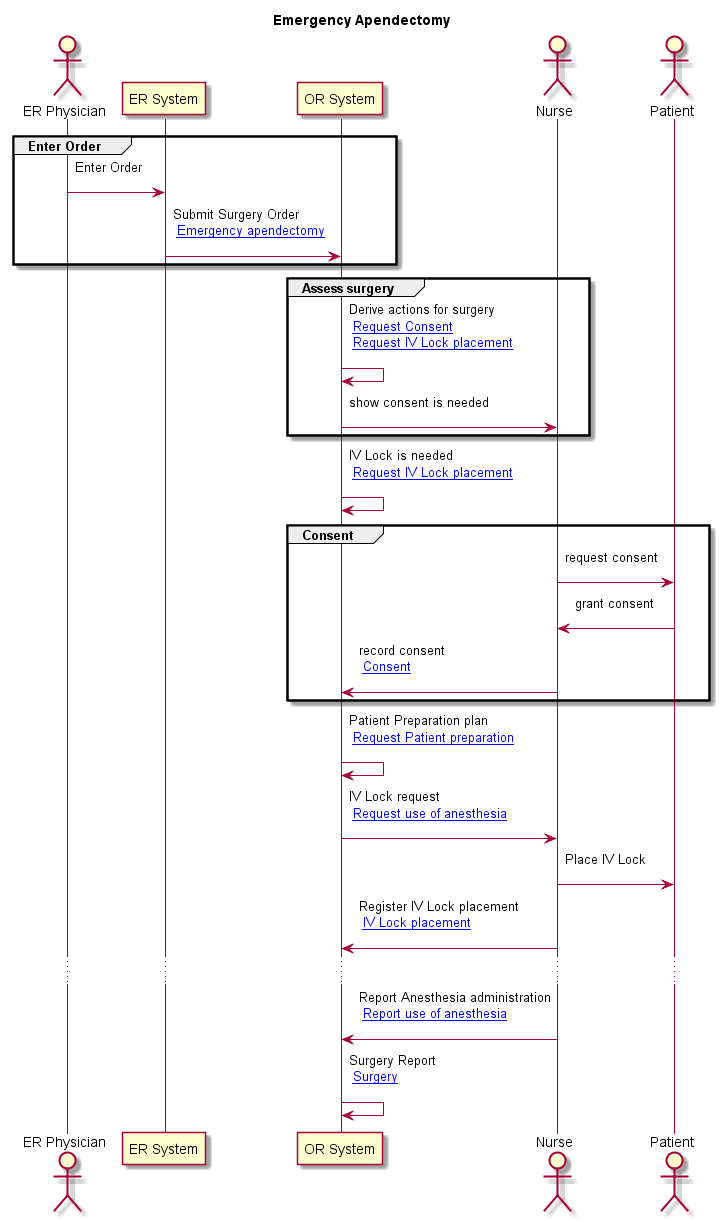 Emergency Apendectomy
ER Physician
ER System
OR System
Nurse
Patient
Enter Order
Enter Order
Submit Surgery Order
Emergency apendectomy
Assess surgery
Derive actions for surgery
Request Consent
Request IV Lock placement
show consent is needed
IV Lock is needed
Request IV Lock placement
Consent
request consent
grant consent
record consent
Consent
Patient Preparation plan
Request Patient preparation
IV Lock request
Request use of anesthesia
Place IV Lock
Register IV Lock placement
IV Lock placement
Report Anesthesia administration
Report use of anesthesia
Surgery Report
Surgery
ER Physician
ER System
OR System
Nurse
Patient